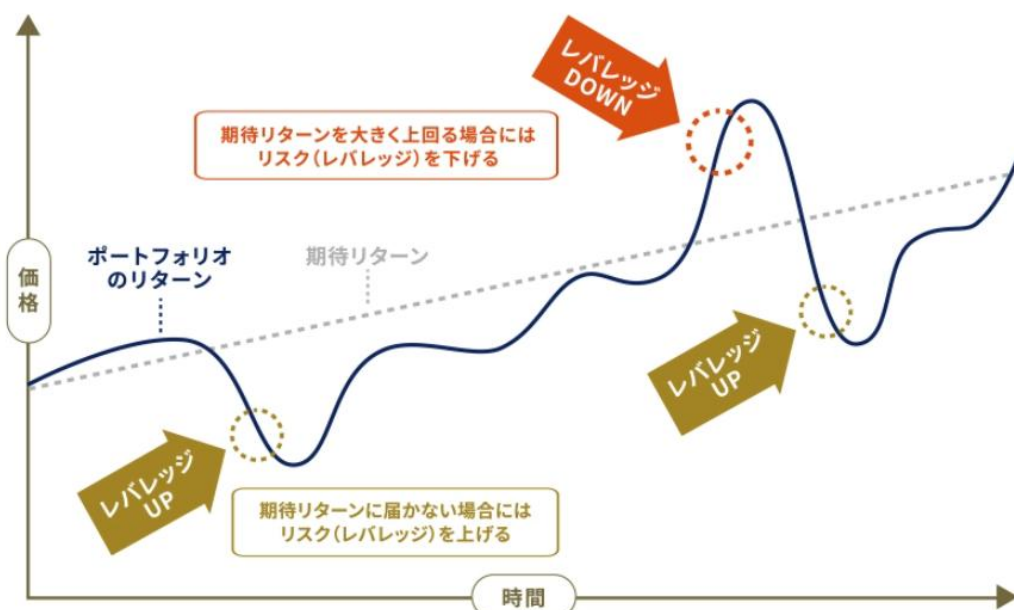 レバレッジ
DOWN
期待リターンを大きく上回る場合には
リスク（レバレッジ）を下げる
ポートフォリオ
のリターン
期待リターン
価格
レバレッジ
UP
レバレッジ
UP
期待リターンに届かない場合には
リスク（レバレッジ）を上げる
時間